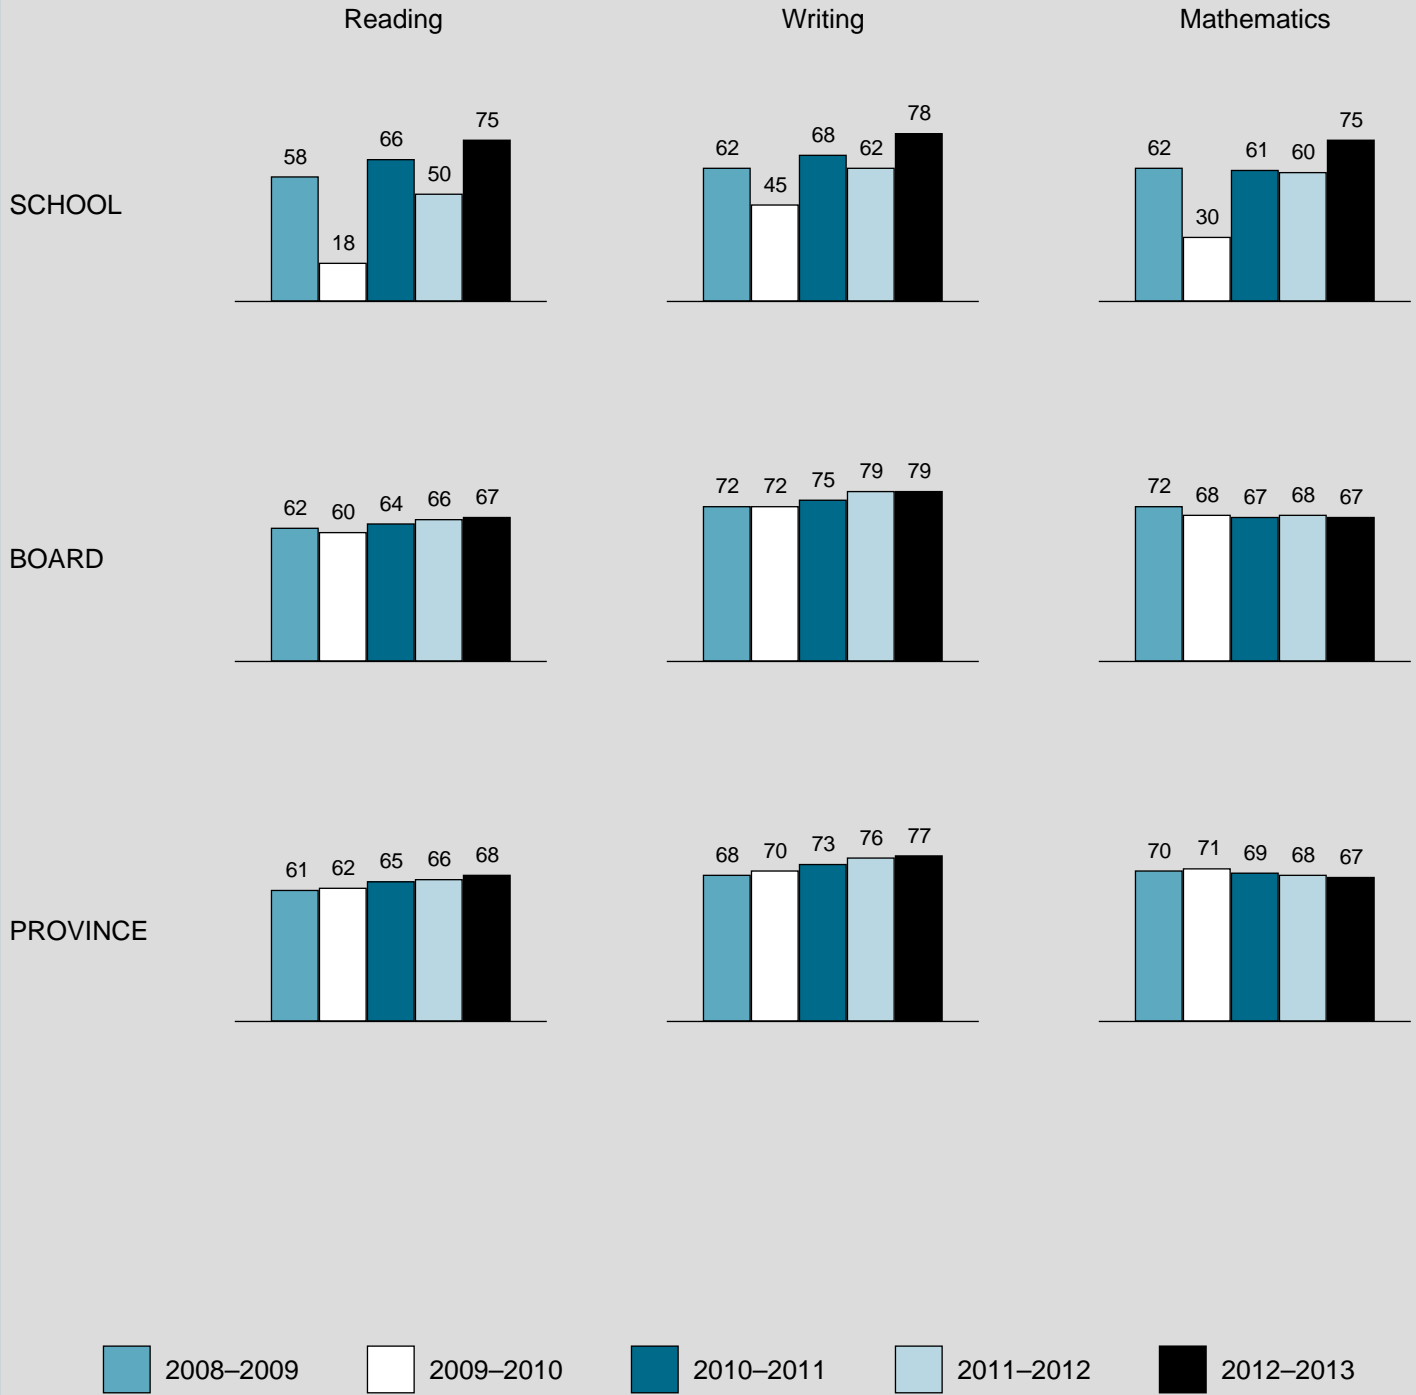 Reading Writing Mathematics
SCHOOL
58 18 66 50 75
62 45 68 62 78
62 30 61 60 75
BOARD
62 60 64 66 67
72 72 75 79 79
72 68 67 68 67
PROVINCE
61 62 65 66 68
68 70 73 76 77
70 71 69 68 67
2008–2009 2009–2010 2010–2011 2011–2012 2012–2013